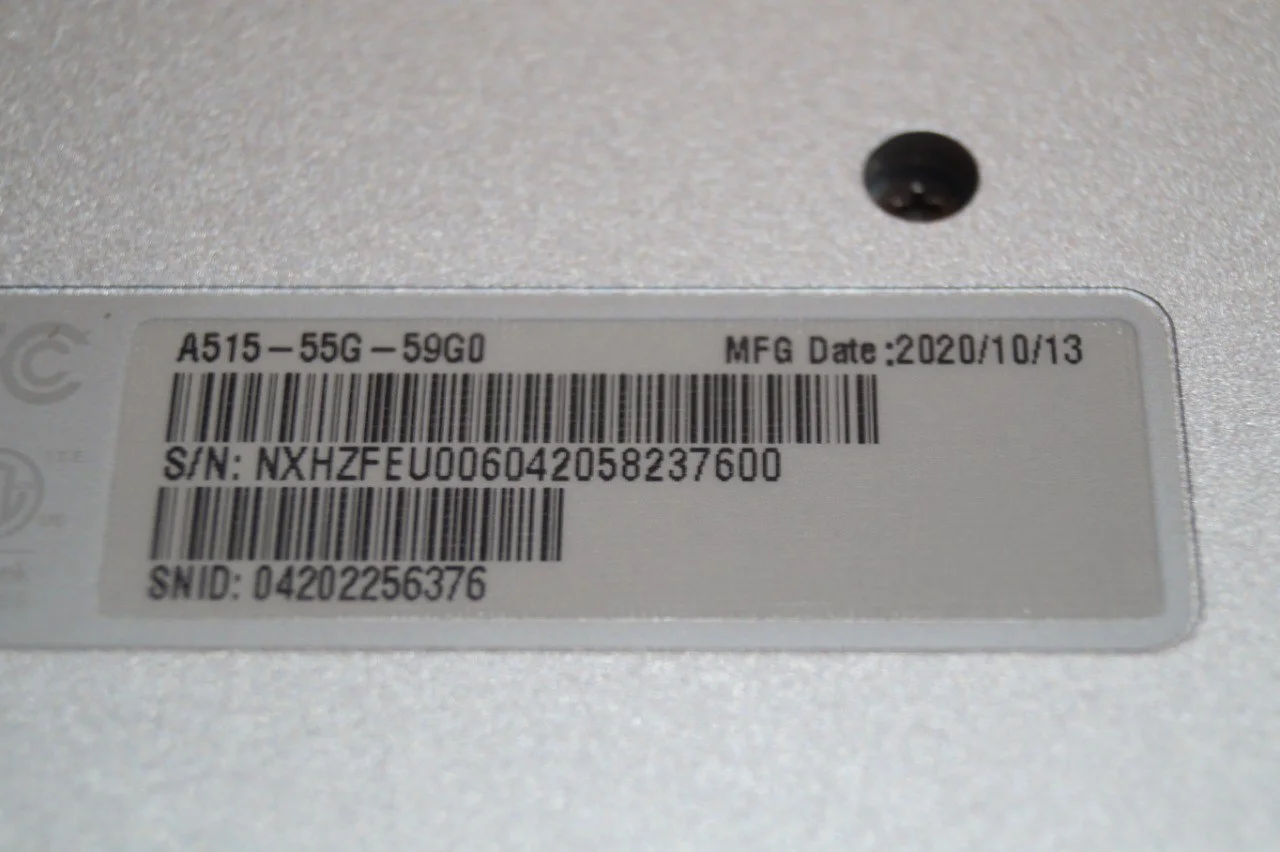 A515-55G-59G0 MFG Date:2020/10/13
S/N: NXHZFEU006042058237600
SNID: 04202256376